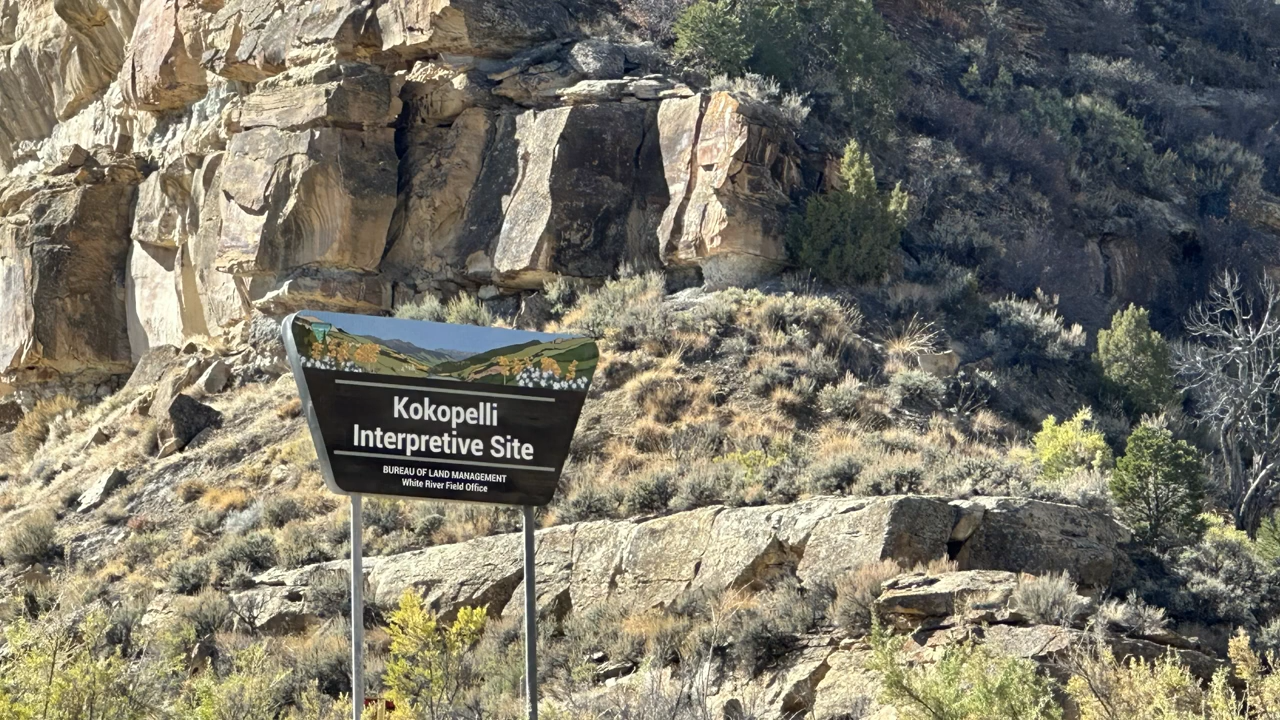 Kokopelli
Interpretive Site
BUREAU OF LAND MANAGEMENT
White River Field Office